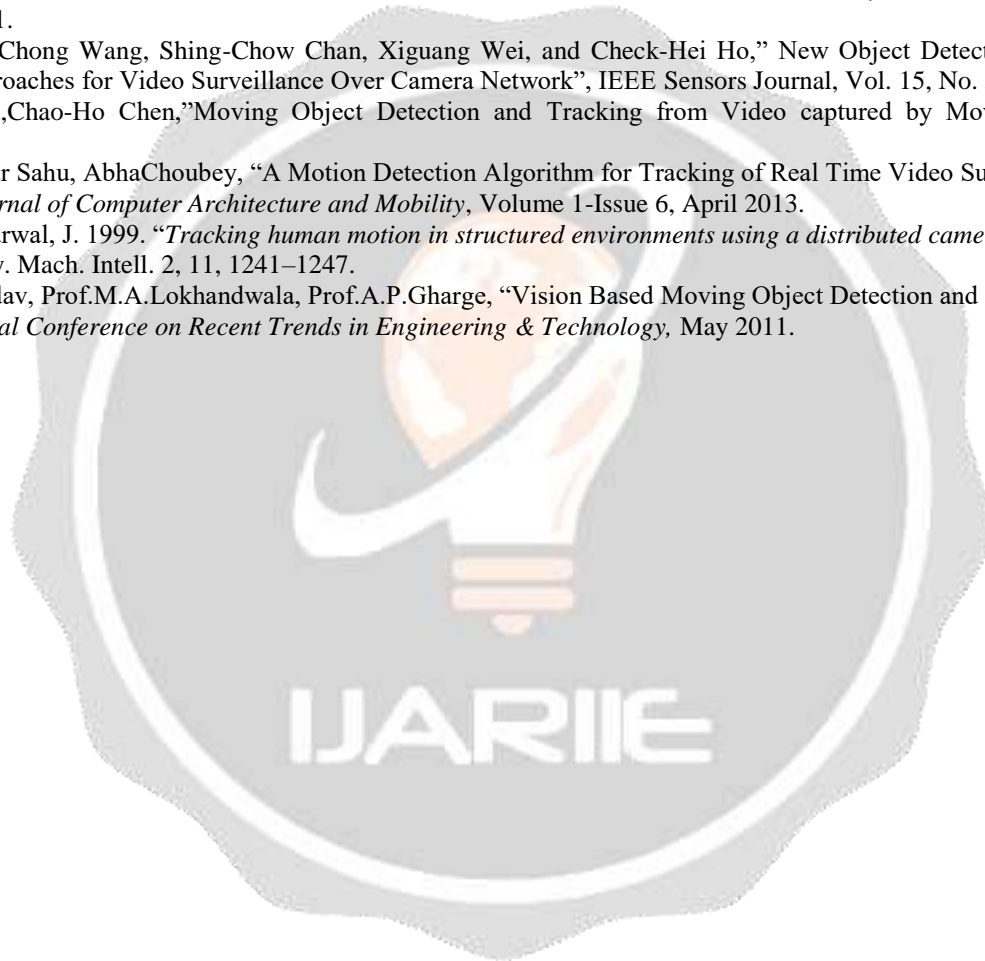 1.
Chong Wang, Shing-Chow Chan, Xiguang Wei, and Check-Hei Ho,” New Object Detect
roaches for Video Surveillance Over Camera Network”, IEEE Sensors Journal, Vol. 15, No.
,Chao-Ho Chen,”Moving Object Detection and Tracking from Video captured by Mov
ar Sahu, AbhaChoubey, “A Motion Detection Algorithm for Tracking of Real Time Video Su
rnal of Computer Architecture and Mobility, Volume 1-Issue 6, April 2013.
rwal, J. 1999. “Tracking human motion in structured environments using a distributed came
. Mach. Intell. 2, 11, 1241–1247.
lav, Prof.M.A.Lokhandwala, Prof.A.P.Gharge, “Vision Based Moving Object Detection and
al Conference on Recent Trends in Engineering & Technology, May 2011.
IJARIIE